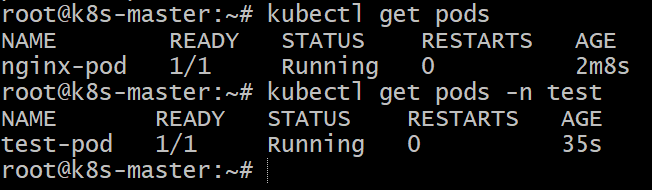 root@k8s-master:~# kubectl get pods
NAME READY STATUS RESTARTS AGE
nginx-pod 1/1 Running 0 2m8s
root@k8s-master:~# kubectl get pods -n test
NAME READY STATUS RESTARTS AGE
test-pod 1/1 Running 0 35s
root@k8s-master:~#